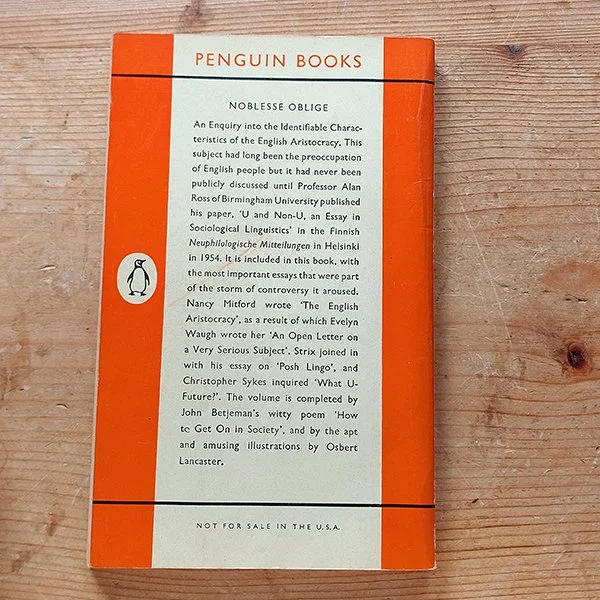 PENGUIN BOOKS
NOBLESSE OBLIGE
An Enquiry into the Identifiable Charac-
teristics of the English Aristocracy. This
subject had long been the preoccupation
of English people but it had never been
publicly discussed until Professor Alan
Ross of Birmingham University published
his paper, 'U and Non-U, an Essay in
Sociological Linguistics' in the Finnish
Neuphilologische Mitteilungen in Helsinki
in 1954. It is included in this book, with
the most important essays that were part
of the storm of controversy it aroused.
Nancy Mitford wrote 'The English
Aristocracy', as a result of which Evelyn
Waugh wrote her 'An Open Letter on
a Very Serious Subject'. Strix joined in
with his essay on 'Posh Lingo', and
Christopher Sykes inquired 'What U-
Future?'. The volume is completed by
John Betjeman's witty poem 'How
to Get On in Society', and by the apt
and amusing illustrations by Osbert
Lancaster.
NOT FOR SALE IN THE U.S.A.